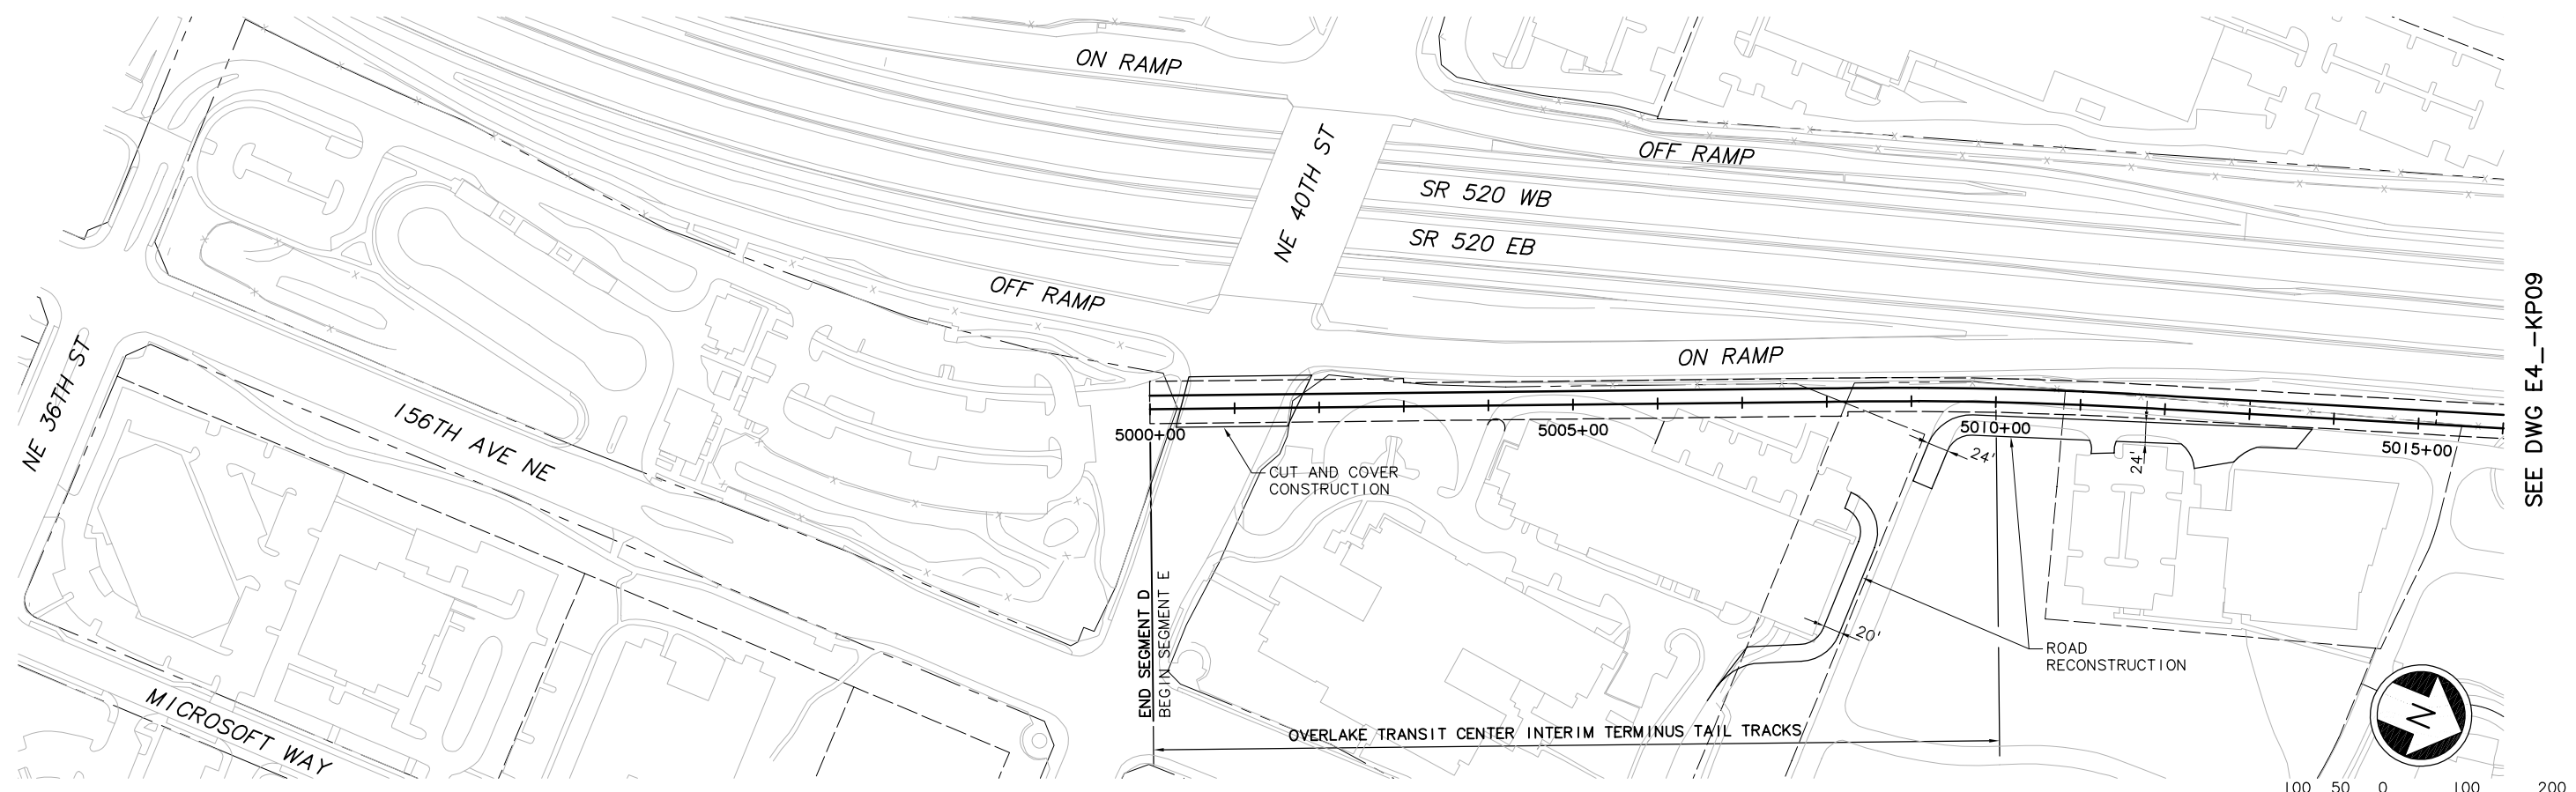 ON RAMP
NE 40TH ST
OFF RAMP
SR 520 WB
SR 520 EB
OFF RAMP
ON RAMP
SEE DWG E4_-KP09
NE 36TH ST
156TH AVE NE
5000+00
5005+00
5010+00
5015+00
24'
24'
CUT AND COVER
CONSTRUCTION
END SEGMENT D
BEGIN SEGMENT E
20'
ROAD
RECONSTRUCTION
MICROSOFT WAY
OVERLAKE TRANSIT CENTER INTERIM TERMINUS TAIL TRACKS
N
100 50 0 100 200